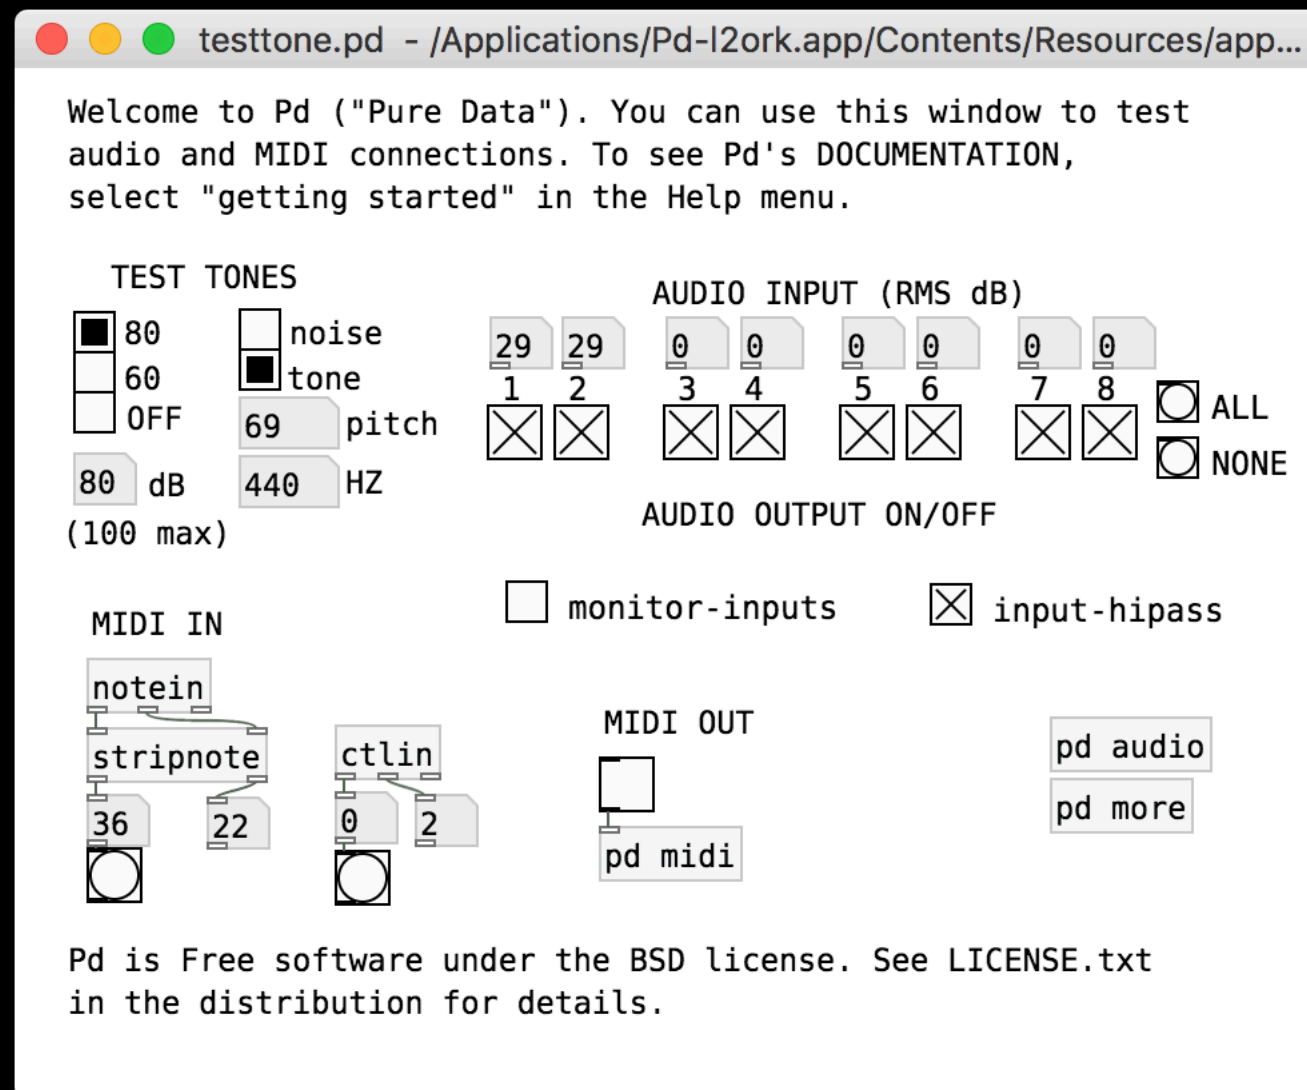 testtone.pd - /Applications/Pd-l2ork.app/Contents/Resources/app...
Welcome to Pd ("Pure Data"). You can use this window to test
audio and MIDI connections. To see Pd's DOCUMENTATION,
select "getting started" in the Help menu.
TEST TONES
80
60
OFF
noise
tone
69 pitch
80 dB
440 HZ
(100 max)
AUDIO INPUT (RMS dB)
29 29 0 0 0 0 0 0
1 2 3 4 5 6 7 8
ALL
NONE
AUDIO OUTPUT ON/OFF
monitor-inputs
input-hipass
MIDI IN
notein
stripnote
36 22
ctlin
0 2
MIDI OUT
pd midi
pd audio
pd more
Pd is Free software under the BSD license. See LICENSE.txt
in the distribution for details.